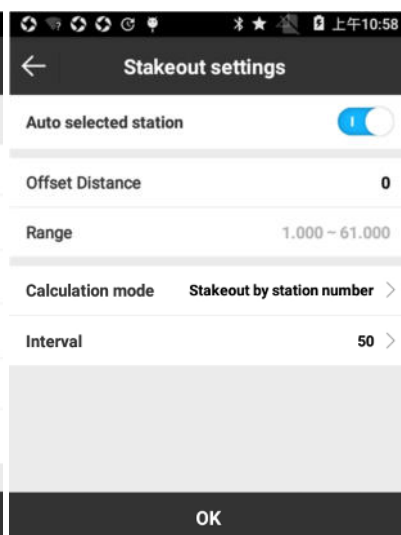 上午10:58
Stakeout settings
Auto selected station
Offset Distance 0
Range 1.000 ~ 61.000
Calculation mode Stakeout by station number
Interval 50
OK